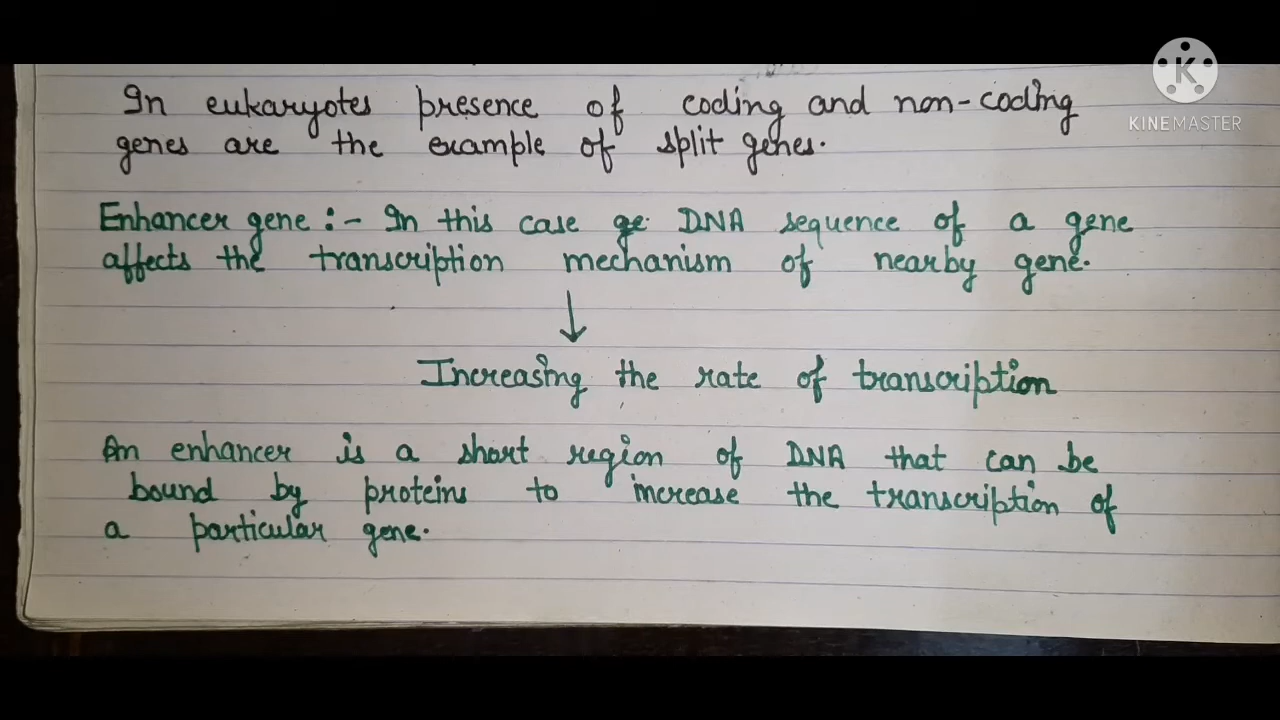 KINEMASTER
In eukaryotes presence of coding and non-coding
genes are the example of split genes.
Enhancer gene :- In this case ge DNA sequence of a gene
affects the transcription mechanism of nearby gene.
↓
Increasing the rate of transcription
An enhancer is a short region of DNA that can be
bound by proteins to increase the transcription of
a particular gene.